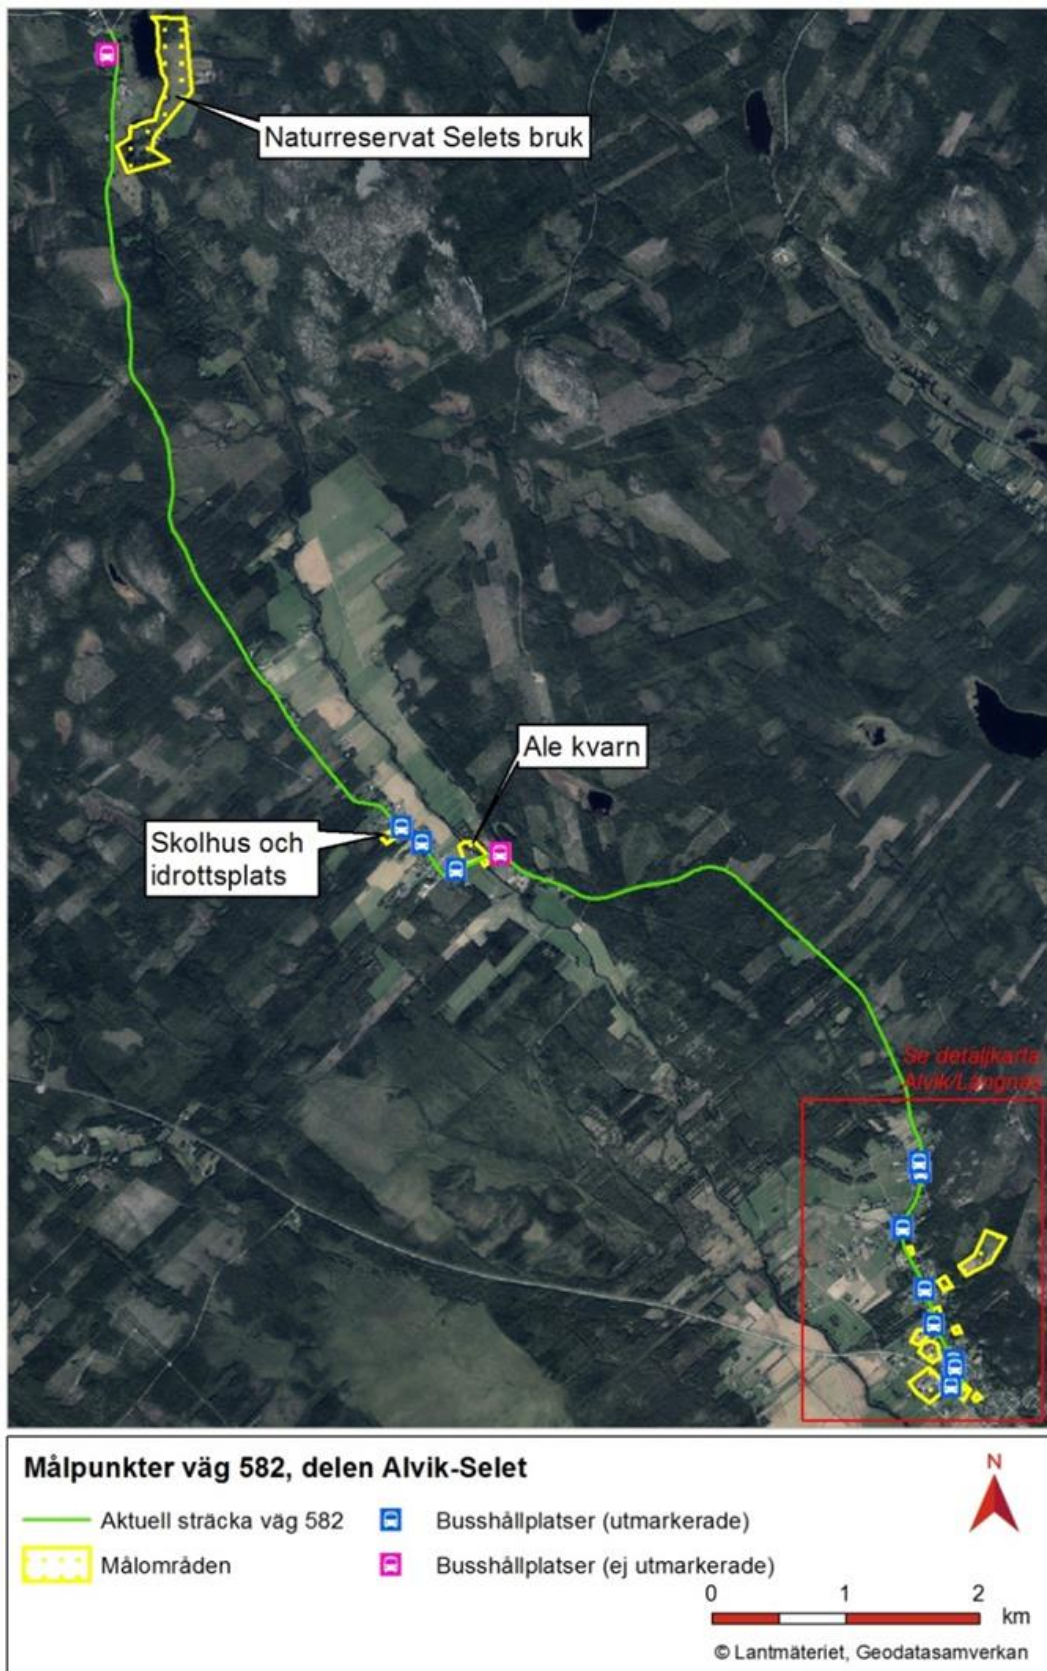 Naturreservat Selets bruk
Ale kvarn
Skolhus och
idrottsplats
Se detaljkarta
Alvik/Långnäs
Målpunkter väg 582, delen Alvik-Selet
Aktuell sträcka väg 582
Busshållplatser (utmarkerade)
Målområden
Busshållplatser (ej utmarkerade)
N
0 1 2
km
© Lantmäteriet, Geodatasamverkan